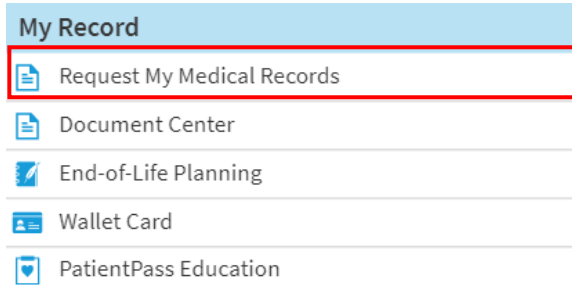 My Record
Request My Medical Records
Document Center
End-of-Life Planning
Wallet Card
PatientPass Education